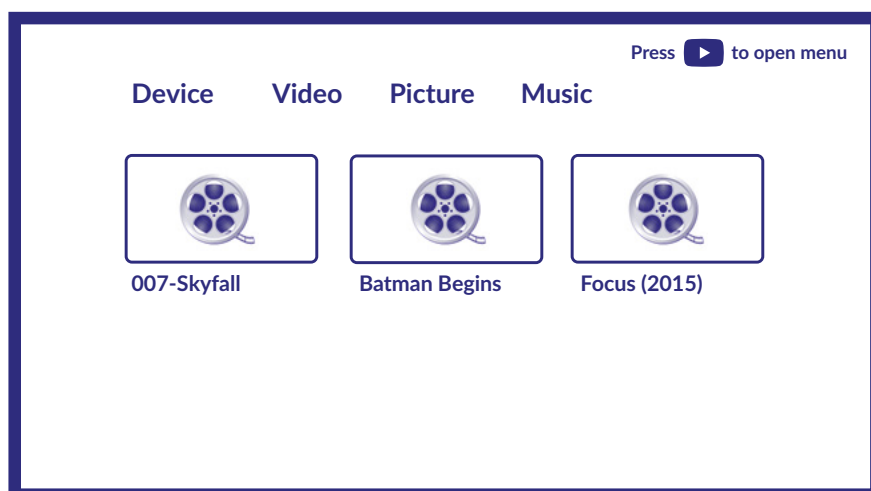 Press to open menu
Device Video Picture Music
007-Skyfall Batman Begins Focus (2015)